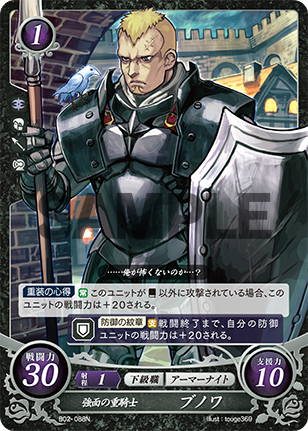 1
SAMPLE
……俺が怖くないのか…？
重装の心得 常 このユニットが 以外に攻撃されている場合、この
ユニットの戦闘力は＋20される。
防御の紋章 支 戦闘終了まで、自分の防御
ユニットの戦闘力は＋20される。
戦闘力
30
射程 1 下級職 アーマーナイト
支援力
10
強面の重騎士 ブノワ
B02-088N
Illust：touge369